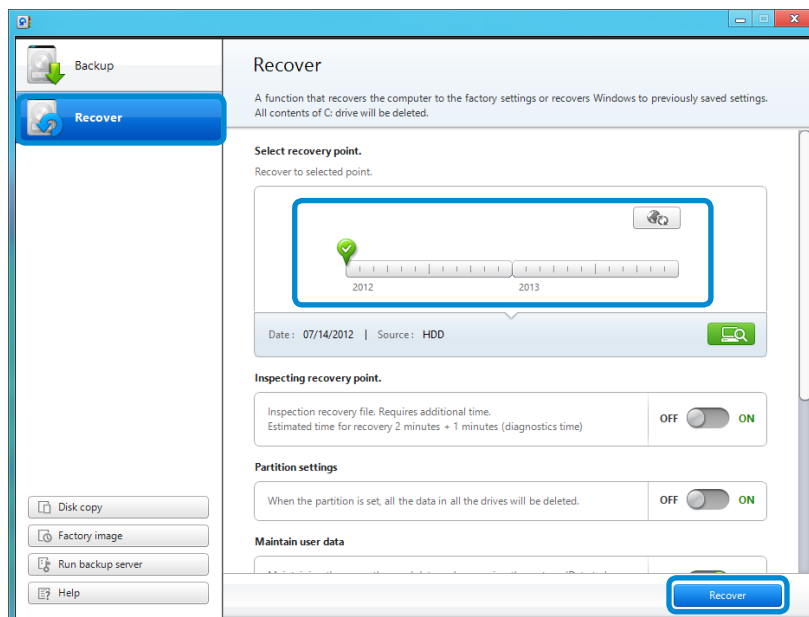 Backup
Recover
Disk copy
Factory image
Run backup server
Help
Recover
A function that recovers the computer to the factory settings or recovers Windows to previously saved settings.
All contents of C: drive will be deleted.
Select recovery point.
Recover to selected point.
2012 2013
Date : 07/14/2012 | Source : HDD
Inspecting recovery point.
Inspection recovery file. Requires additional time.
Estimated time for recovery 2 minutes + 1 minutes (diagnostics time)
OFF ON
Partition settings
When the partition is set, all the data in all the drives will be deleted.
OFF ON
Maintain user data
Recover